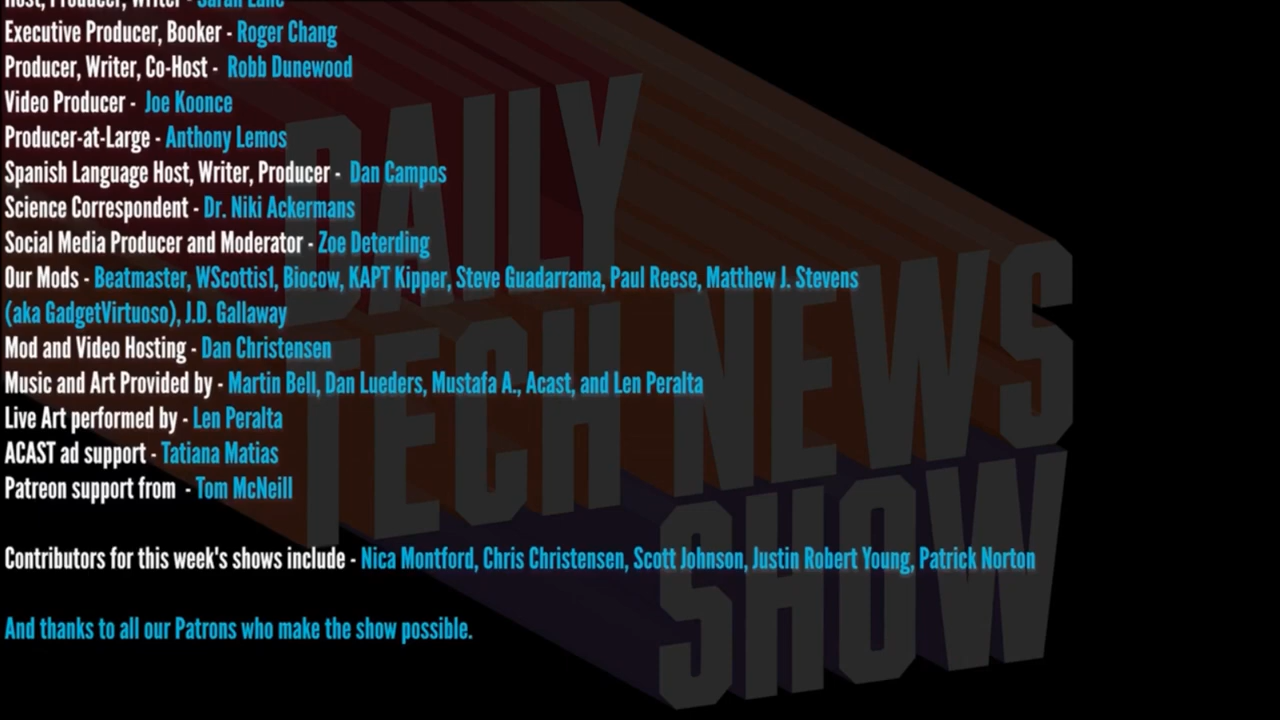 Host, Producer, Writer - Sarah Lane
Executive Producer, Booker - Roger Chang
Producer, Writer, Co-Host - Robb Dunewood
Video Producer - Joe Koonce
Producer-at-Large - Anthony Lemos
Spanish Language Host, Writer, Producer - Dan Campos
Science Correspondent - Dr. Niki Ackermans
Social Media Producer and Moderator - Zoe Deterding
Our Mods - Beatmaster, WScottis1, Biocow, KAPT Kipper, Steve Guadarrama, Paul Reese, Matthew J. Stevens
(aka GadgetVirtuoso), J.D. Gallaway
Mod and Video Hosting - Dan Christensen
Music and Art Provided by - Martin Bell, Dan Lueders, Mustafa A., Acast, and Len Peralta
Live Art performed by - Len Peralta
ACAST ad support - Tatiana Matias
Patreon support from - Tom McNeill
Contributors for this week's shows include - Nica Montford, Chris Christensen, Scott Johnson, Justin Robert Young, Patrick Norton
And thanks to all our Patrons who make the show possible.
DAILY
TECH NEWS
SHOW